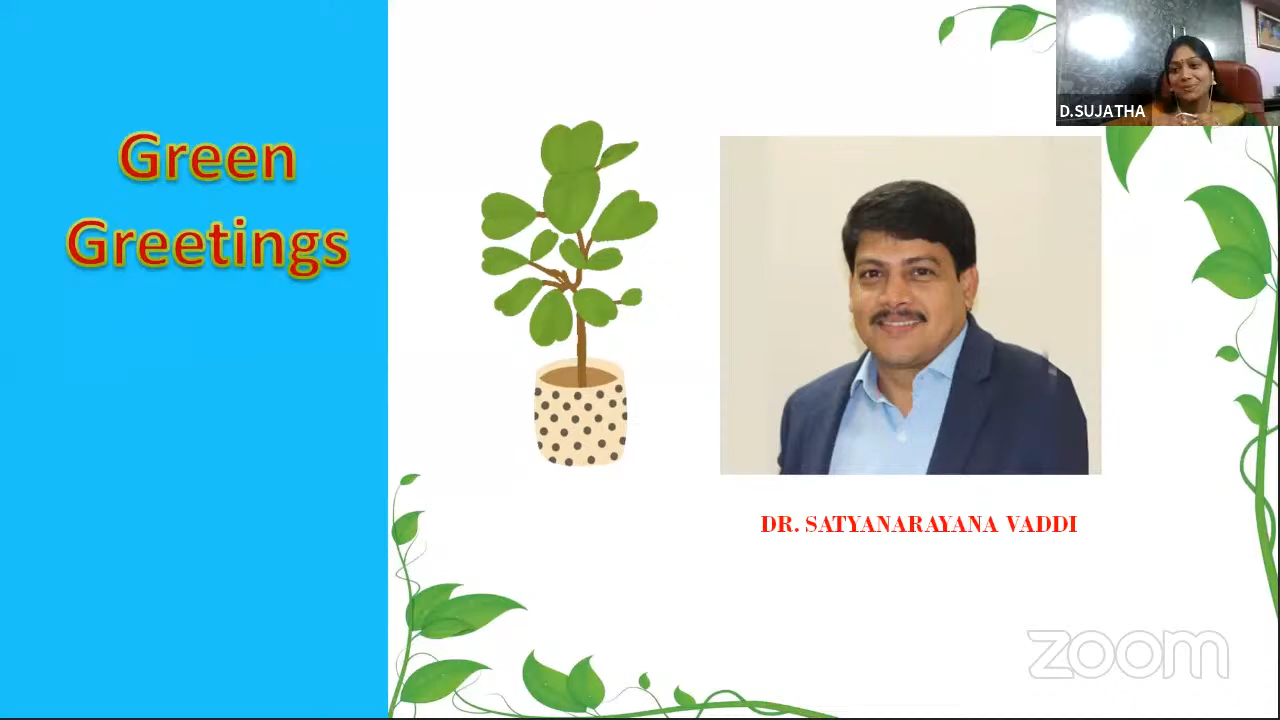 Green
Greetings
D.SUJATHA
DR. SATYANARAYANA VADDI
zoom